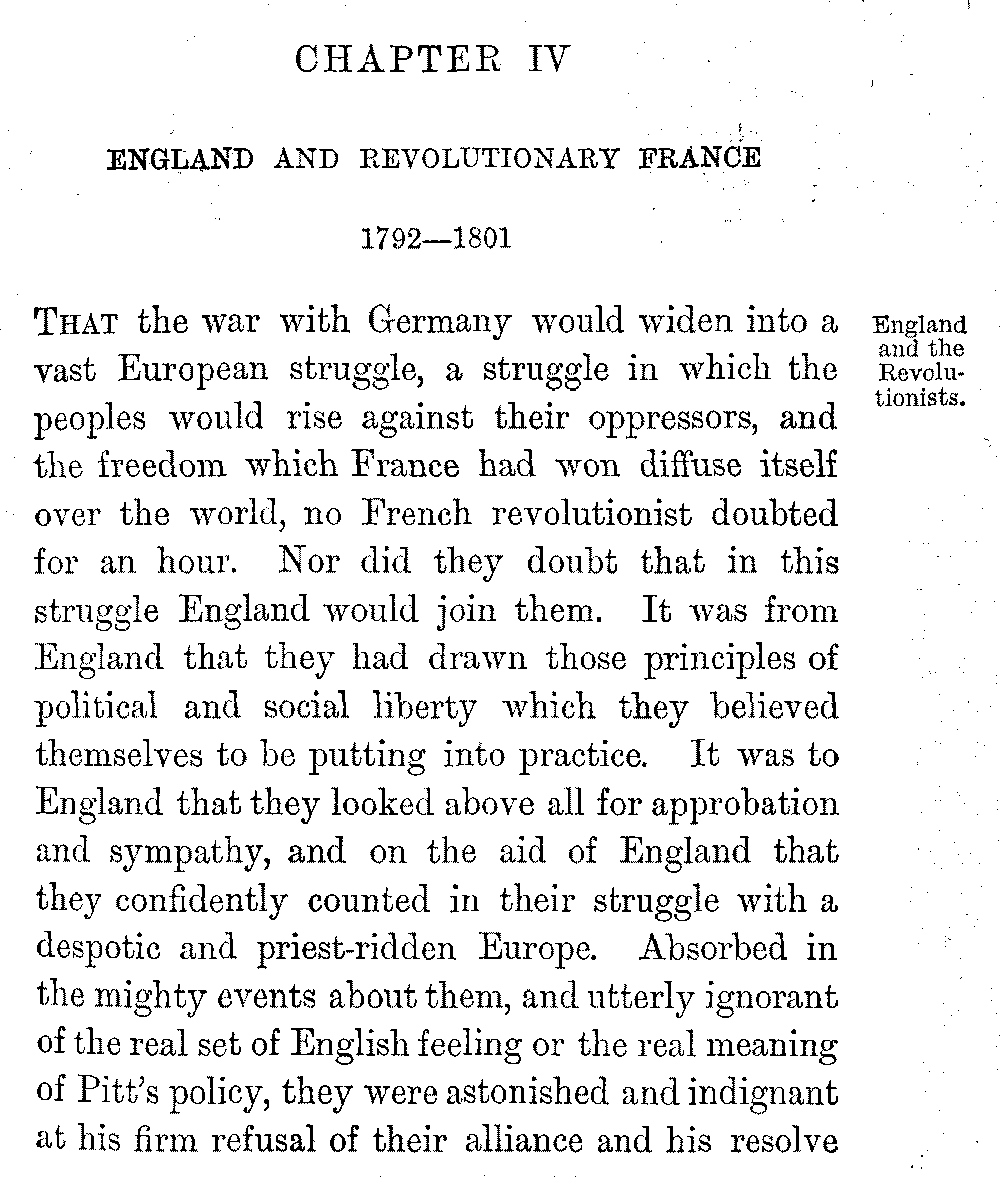 CHAPTER IV
ENGLAND AND REVOLUTIONARY FRANCE
1792—1801
THAT the war with Germany would widen into a
vast European struggle, a struggle in which the
peoples would rise against their oppressors, and
the freedom which France had won diffuse itself
over the world, no French revolutionist doubted
for an hour. Nor did they doubt that in this
struggle England would join them. It was from
England that they had drawn those principles of
political and social liberty which they believed
themselves to be putting into practice. It was to
England that they looked above all for approbation
and sympathy, and on the aid of England that
they confidently counted in their struggle with a
despotic and priest-ridden Europe. Absorbed in
the mighty events about them, and utterly ignorant
of the real set of English feeling or the real meaning
of Pitt's policy, they were astonished and indignant
at his firm refusal of their alliance and his resolve
England
and the
Revolu-
tionists.